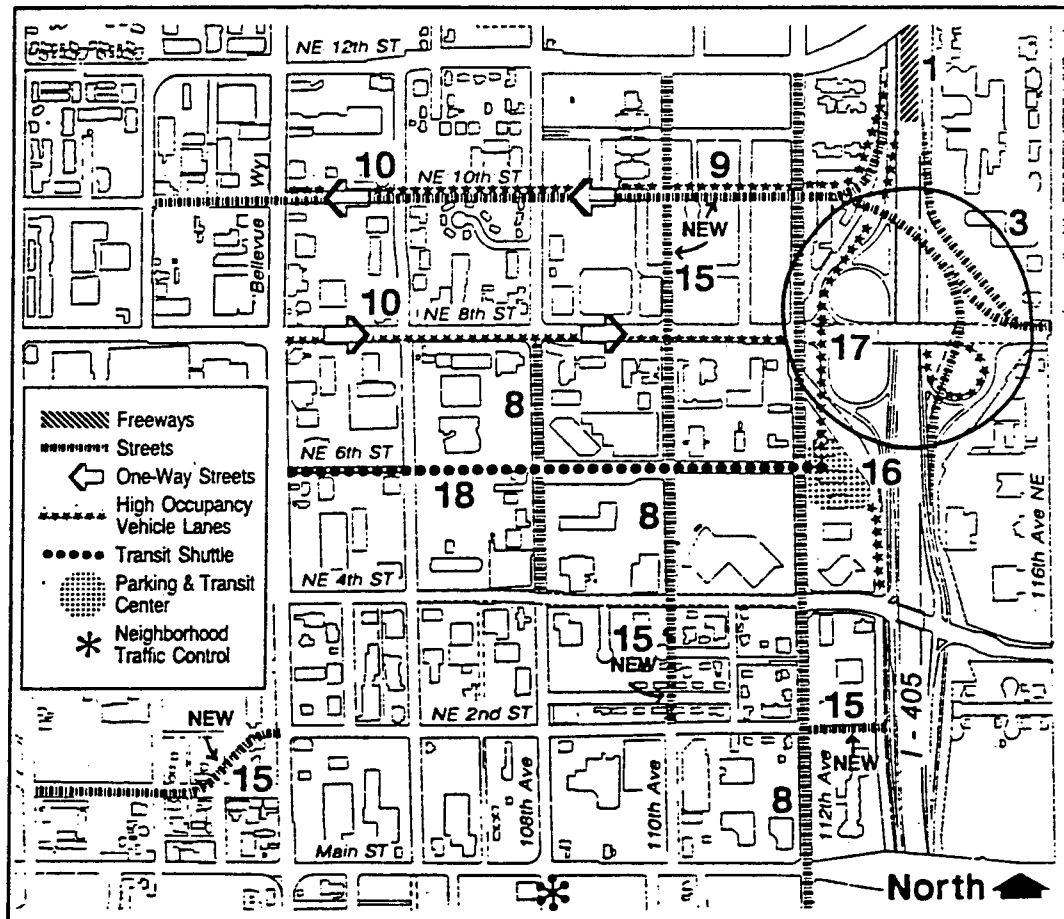 NE 12th ST
1
10
NE 10th ST
9
NEW
3
Bellevue Wy
15
10
NE 8th ST
17
8
Freeways
Streets
One-Way Streets
High Occupancy
Vehicle Lanes
Transit Shuttle
Parking & Transit
Center
Neighborhood
Traffic Control
NE 6th ST
18
16
8
NE 4th ST
116th Ave NE
15
NEW
NE 2nd ST
15
NEW
I - 405
NEW
15
108th Ave
110th Ave
8
112th Ave
Main ST
North